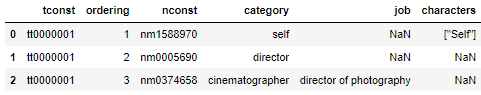 tconst ordering nconst category job characters
0 tt0000001 1 nm1588970 self NaN ["Self"]
1 tt0000001 2 nm0005690 director NaN NaN
2 tt0000001 3 nm0374658 cinematographer director of photography NaN